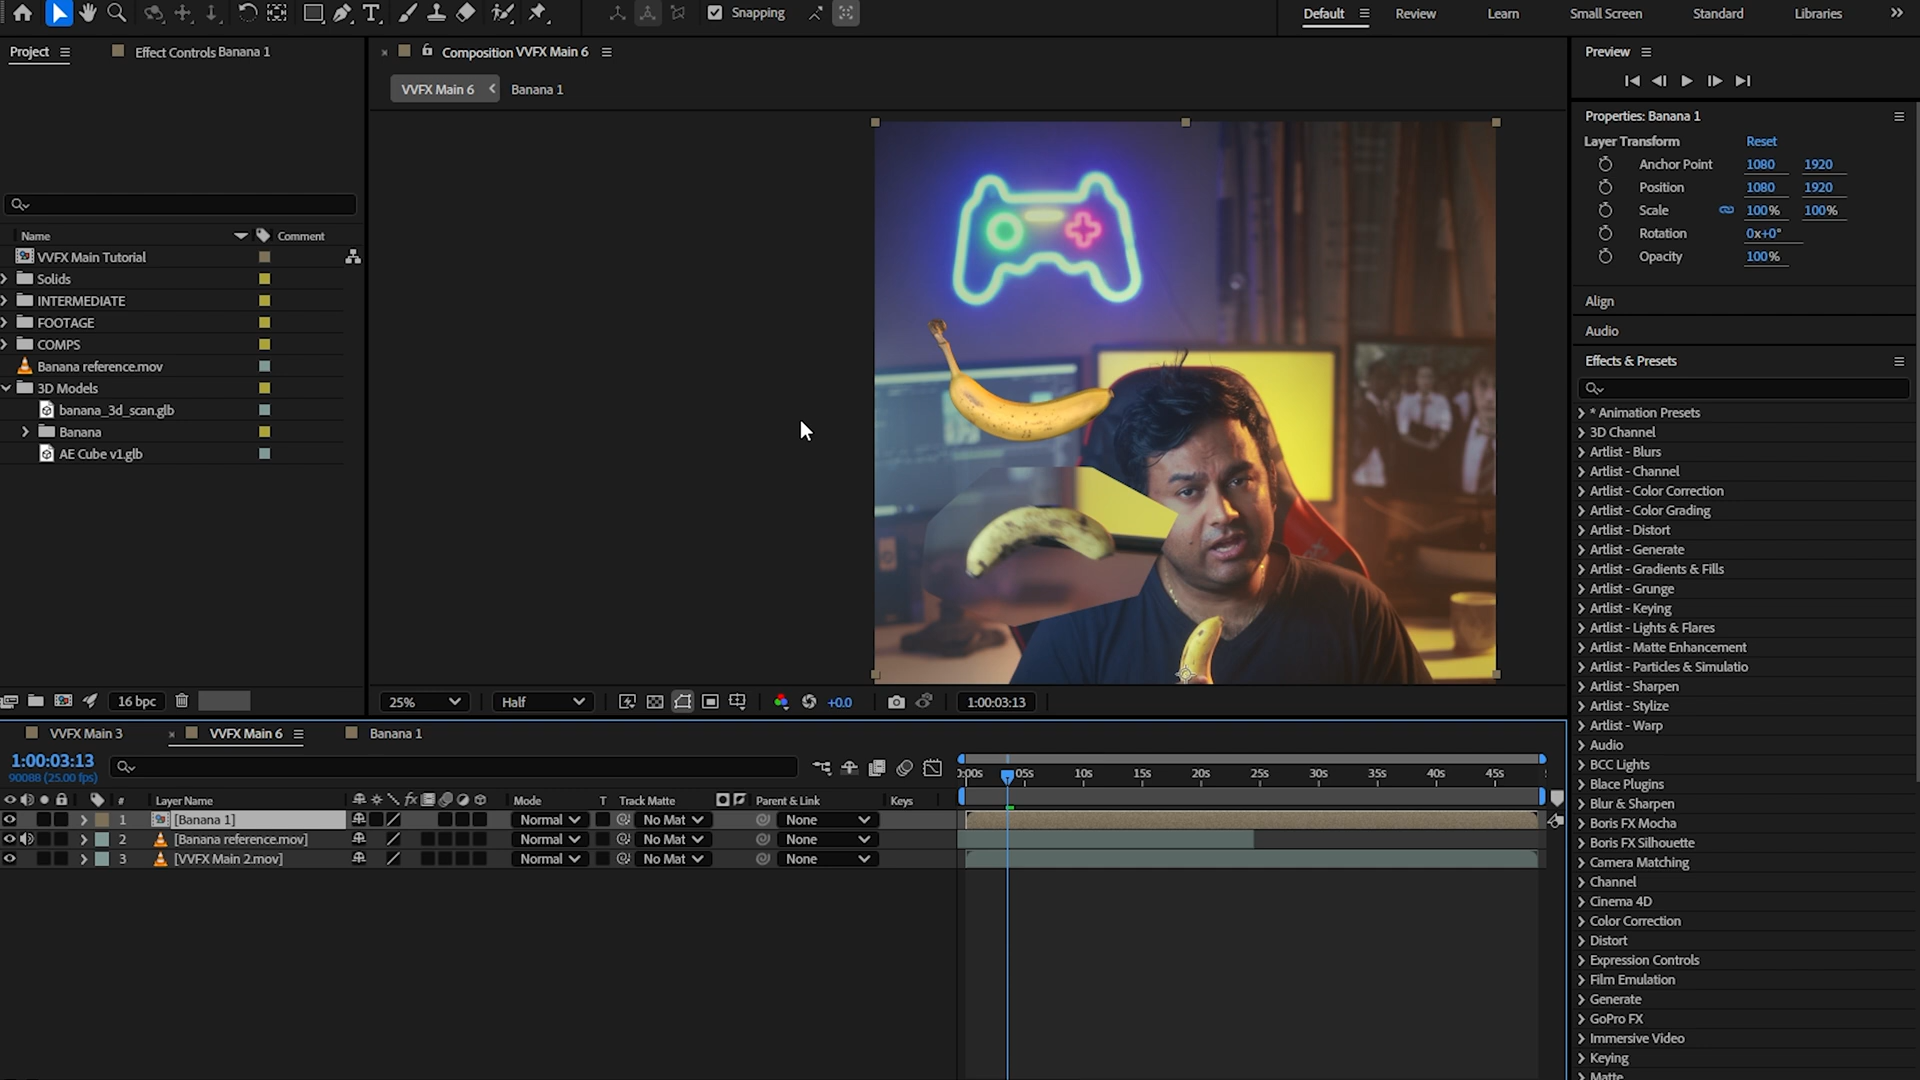 Snapping
Default
Review
Learn
Small Screen
Standard
Libraries
Project
Effect Controls Banana 1
Composition VVFX Main 6
VVFX Main 6
Banana 1
Name
Comment
VVFX Main Tutorial
Solids
INTERMEDIATE
FOOTAGE
COMPS
Banana reference.mov
3D Models
banana_3d_scan.glb
Banana
AE Cube v1.glb
16 bpc
25%
Half
+0.0
1:00:03:13
Preview
Properties: Banana 1
Layer Transform Reset
Anchor Point 1080 1920
Position 1080 1920
Scale 100% 100%
Rotation 0x+0°
Opacity 100%
Align
Audio
Effects & Presets
* Animation Presets
3D Channel
Artlist - Blurs
Artlist - Channel
Artlist - Color Correction
Artlist - Color Grading
Artlist - Distort
Artlist - Generate
Artlist - Gradients & Fills
Artlist - Grunge
Artlist - Keying
Artlist - Lights & Flares
Artlist - Matte Enhancement
Artlist - Particles & Simulatio
Artlist - Sharpen
Artlist - Stylize
Artlist - Warp
Audio
BCC Lights
Blace Plugins
Blur & Sharpen
Boris FX Mocha
Boris FX Silhouette
Camera Matching
Channel
Cinema 4D
Color Correction
Distort
Expression Controls
Film Emulation
Generate
GoPro FX
Immersive Video
Keying
Matte
VVFX Main 3
VVFX Main 6
Banana 1
1:00:03:13
90088 (25.00 fps)
:00s 05s 10s 15s 20s 25s 30s 35s 40s 45s
# Layer Name Mode T Track Matte Parent & Link Keys
1 [Banana 1] Normal No Mat None
2 [Banana reference.mov] Normal No Mat None
3 [VVFX Main 2.mov] Normal No Mat None